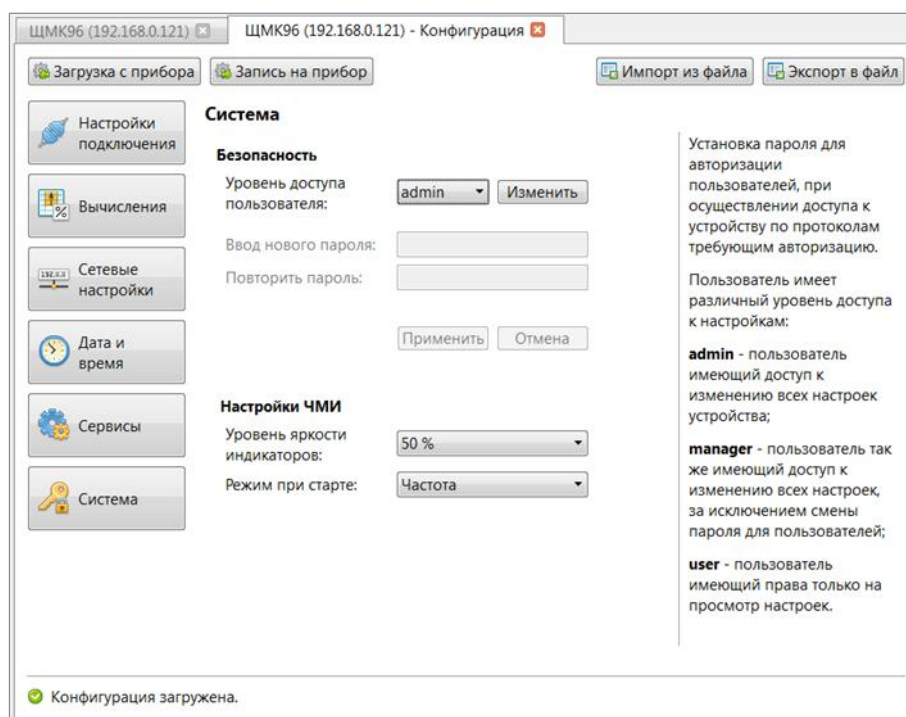 ЩМК96 (192.168.0.121)
ЩМК96 (192.168.0.121) - Конфигурация
Загрузка с прибора
Запись на прибор
Импорт из файла
Экспорт в файл
Настройки
подключения
Вычисления
192.1.1
Сетевые
настройки
Дата и
время
Сервисы
Система
Система
Безопасность
Уровень доступа
пользователя:
admin
Изменить
Ввод нового пароля:
Повторить пароль:
Применить
Отмена
Настройки ЧМИ
Уровень яркости
индикаторов:
50 %
Режим при старте:
Частота
Установка пароля для
авторизации
пользователей, при
осуществлении доступа к
устройству по протоколам
требующим авторизацию.
Пользователь имеет
различный уровень доступа
к настройкам:
admin - пользователь
имеющий доступ к
изменению всех настроек
устройства;
manager - пользователь так
же имеющий доступ к
изменению всех настроек,
за исключением смены
пароля для пользователей;
user - пользователь
имеющий права только на
просмотр настроек.
Конфигурация загружена.